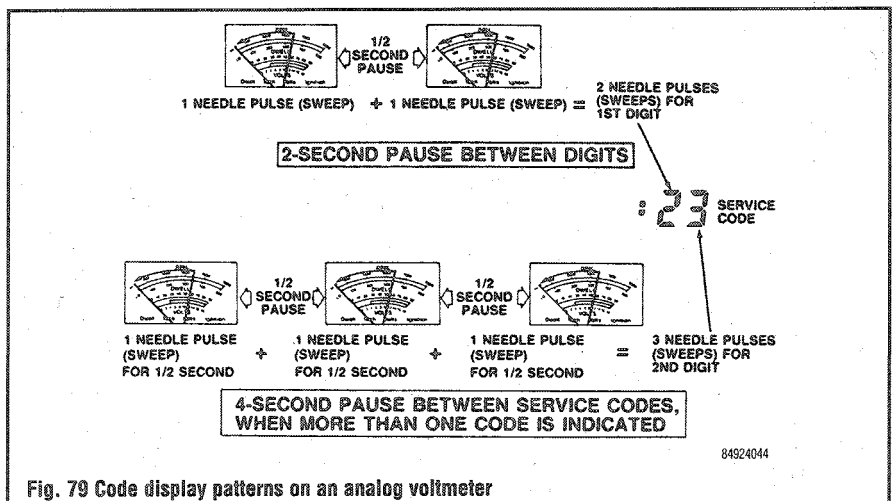 1/2
SECOND
PAUSE
1 NEEDLE PULSE (SWEEP) + 1 NEEDLE PULSE (SWEEP) =
2 NEEDLE PULSES
(SWEEPS) FOR
1ST DIGIT
2-SECOND PAUSE BETWEEN DIGITS
:23 SERVICE
CODE
1/2
SECOND
PAUSE
1/2
SECOND
PAUSE
1 NEEDLE PULSE
(SWEEP)
FOR 1/2 SECOND
+
1 NEEDLE PULSE
(SWEEP)
FOR 1/2 SECOND
+
1 NEEDLE PULSE
(SWEEP)
FOR 1/2 SECOND
=
3 NEEDLE PULSES
(SWEEPS) FOR
2ND DIGIT
4-SECOND PAUSE BETWEEN SERVICE CODES,
WHEN MORE THAN ONE CODE IS INDICATED
84924044
Fig. 79 Code display patterns on an analog voltmeter